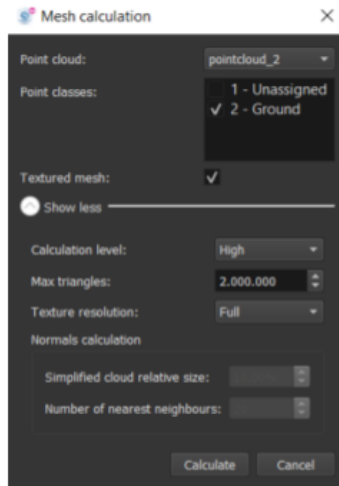 Mesh calculation
Point cloud: pointcloud_2
Point classes: 1 - Unassigned
2 - Ground
Textured mesh:
Show less
Calculation level: High
Max triangles: 2.000.000
Texture resolution: Full
Normals calculation
Simplified cloud relative size:
Number of nearest neighbours:
Calculate Cancel